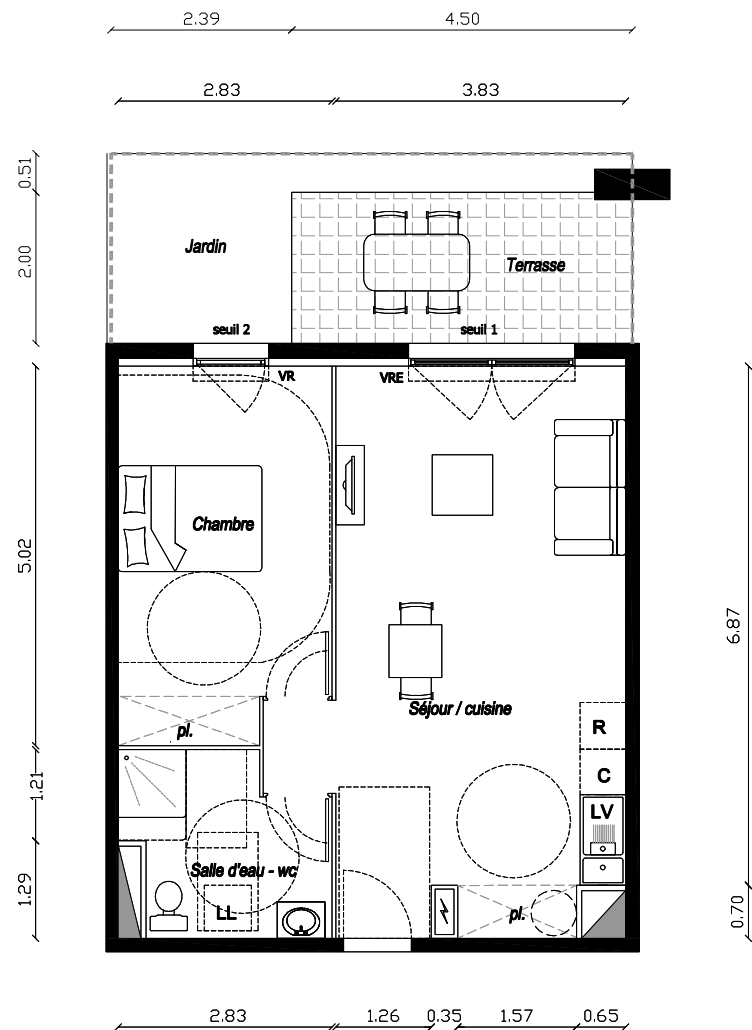 2.39 4.50
2.83 3.83
0.51
2.00
Jardin
Terrasse
seuil 2 seuil 1
VR VRE
Chambre
5.02
6.87
Séjour / cuisine
pl.
R
C
1.21
LV
Salle d'eau - wc
1.29
LL
pl.
0.70
2.83 1.26 0.35 1.57 0.65